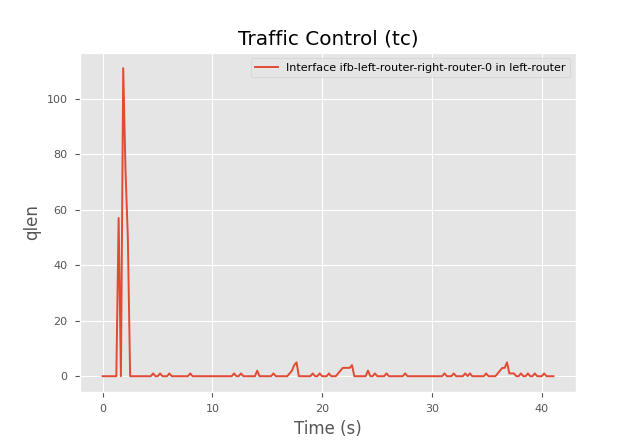 Traffic Control (tc)
Interface ifb-left-router-right-router-0 in left-router
100
80
60
40
20
0
qlen
0 10 20 30 40
Time (s)